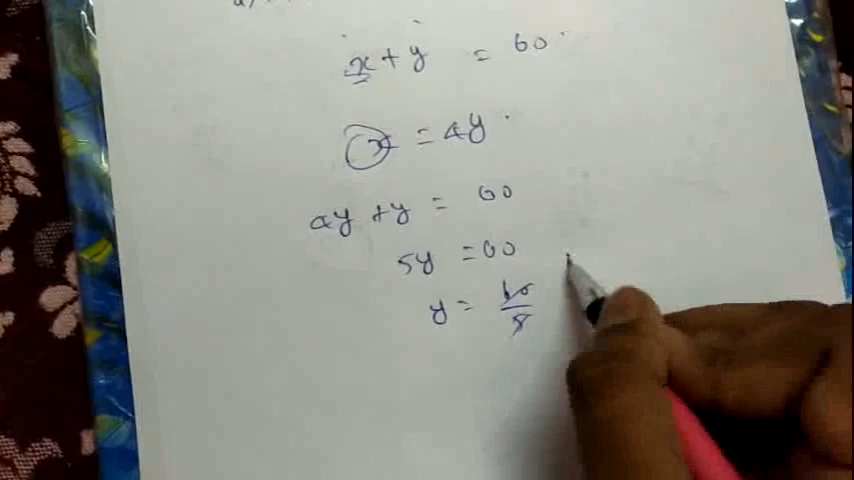 x + y = 60
x = 4y
4y + y = 60
5y = 60
y = 60/5